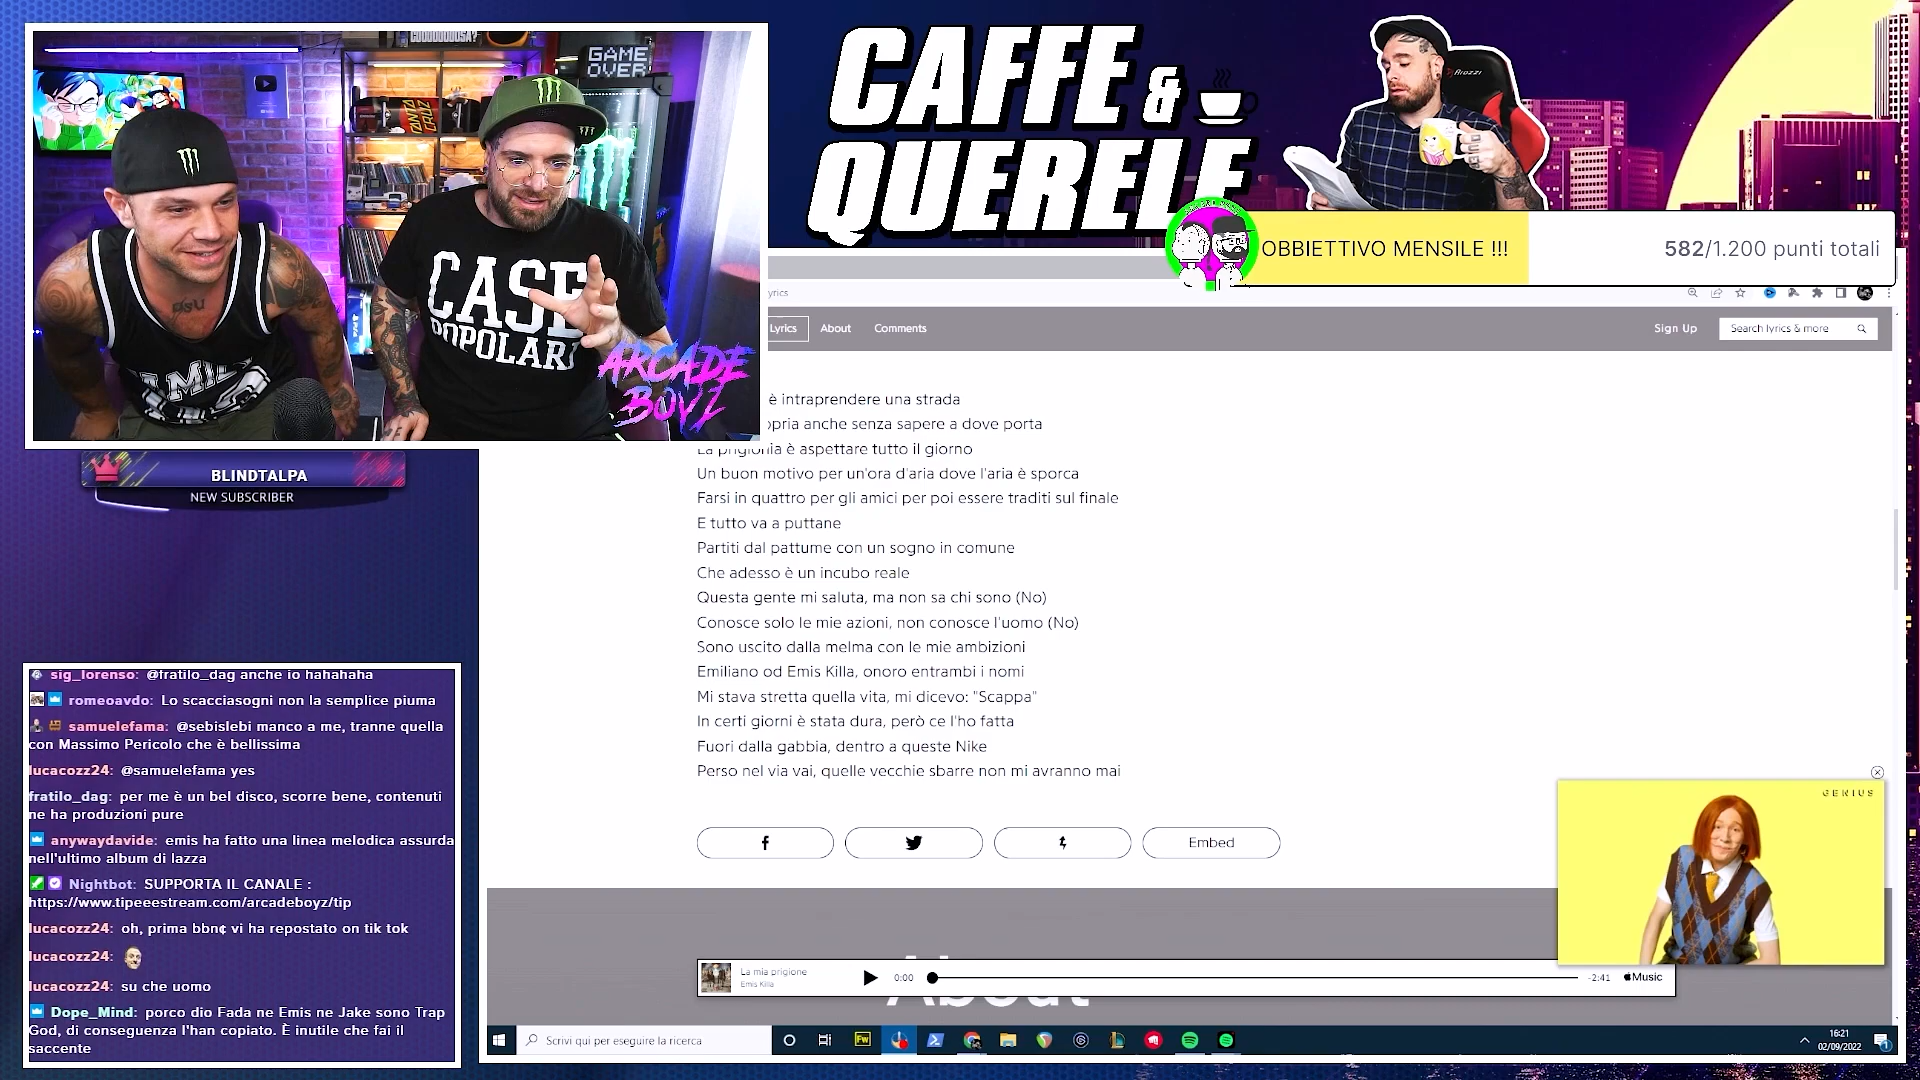 COOOOOOOOSA?
GAME
OVER
SANTA
CRUZ
CASE
POPOLARI
FAMILY
ARCADE
BOYZ
CAFFE &
QUERELE
OBBIETTIVO MENSILE !!!
582/1.200 punti totali
BLINDTALPA
NEW SUBSCRIBER
yrics
Lyrics
About
Comments
Sign Up
Search lyrics & more
è intraprendere una strada
opria anche senza sapere a dove porta
La prigionia è aspettare tutto il giorno
Un buon motivo per un'ora d'aria dove l'aria è sporca
Farsi in quattro per gli amici per poi essere traditi sul finale
E tutto va a puttane
Partiti dal pattume con un sogno in comune
Che adesso è un incubo reale
Questa gente mi saluta, ma non sa chi sono (No)
Conosce solo le mie azioni, non conosce l'uomo (No)
Sono uscito dalla melma con le mie ambizioni
Emiliano od Emis Killa, onoro entrambi i nomi
Mi stava stretta quella vita, mi dicevo: "Scappa"
In certi giorni è stata dura, però ce l'ho fatta
Fuori dalla gabbia, dentro a queste Nike
Perso nel via vai, quelle vecchie sbarre non mi avranno mai
Embed
GENIUS
About
La mia prigione
Emis Killa
0:00
-2:41
Music
sig_lorenso: @fratilo_dag anche io hahahaha
romeoavdo: Lo scacciasogni non la semplice piuma
samuelefama: @sebislebi manco a me, tranne quella
con Massimo Pericolo che è bellissima
lucacozz24: @samuelefama yes
fratilo_dag: per me è un bel disco, scorre bene, contenuti
ne ha produzioni pure
anywaydavide: emis ha fatto una linea melodica assurda
nell'ultimo album di lazza
Nightbot: SUPPORTA IL CANALE :
https://www.tipeeestream.com/arcadeboyz/tip
lucacozz24: oh, prima bbn¢ vi ha repostato on tik tok
lucacozz24:
lucacozz24: su che uomo
Dope_Mind: porco dio Fada ne Emis ne Jake sono Trap
God, di conseguenza l'han copiato. È inutile che fai il
saccente
Fw
Scrivi qui per eseguire la ricerca
16:21
02/09/2022